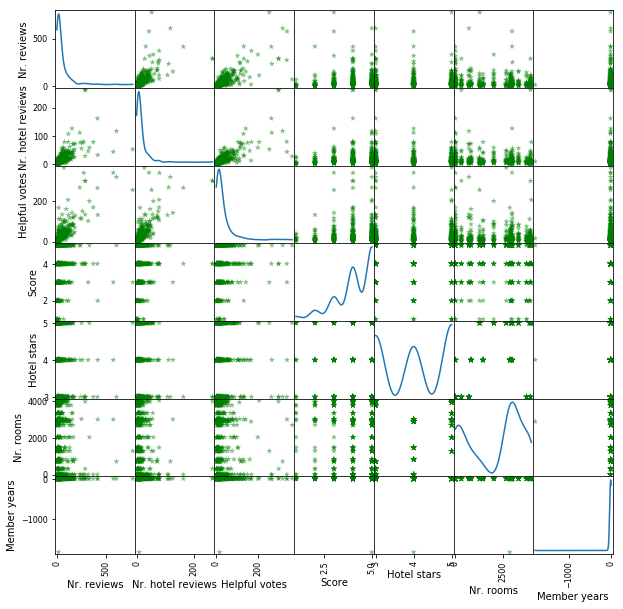 Nr. reviews
500
0
Nr. hotel reviews
200
100
0
Helpful votes
200
0
Score
4
2
Hotel stars
5
4
3
Nr. rooms
4000
2000
0
Member years
0
−1000
0
500
Nr. reviews
0
200
Nr. hotel reviews
0
200
Helpful votes
2.5
5.0
Score
3
4
5
Hotel stars
0
2500
Nr. rooms
−1000
0
Member years